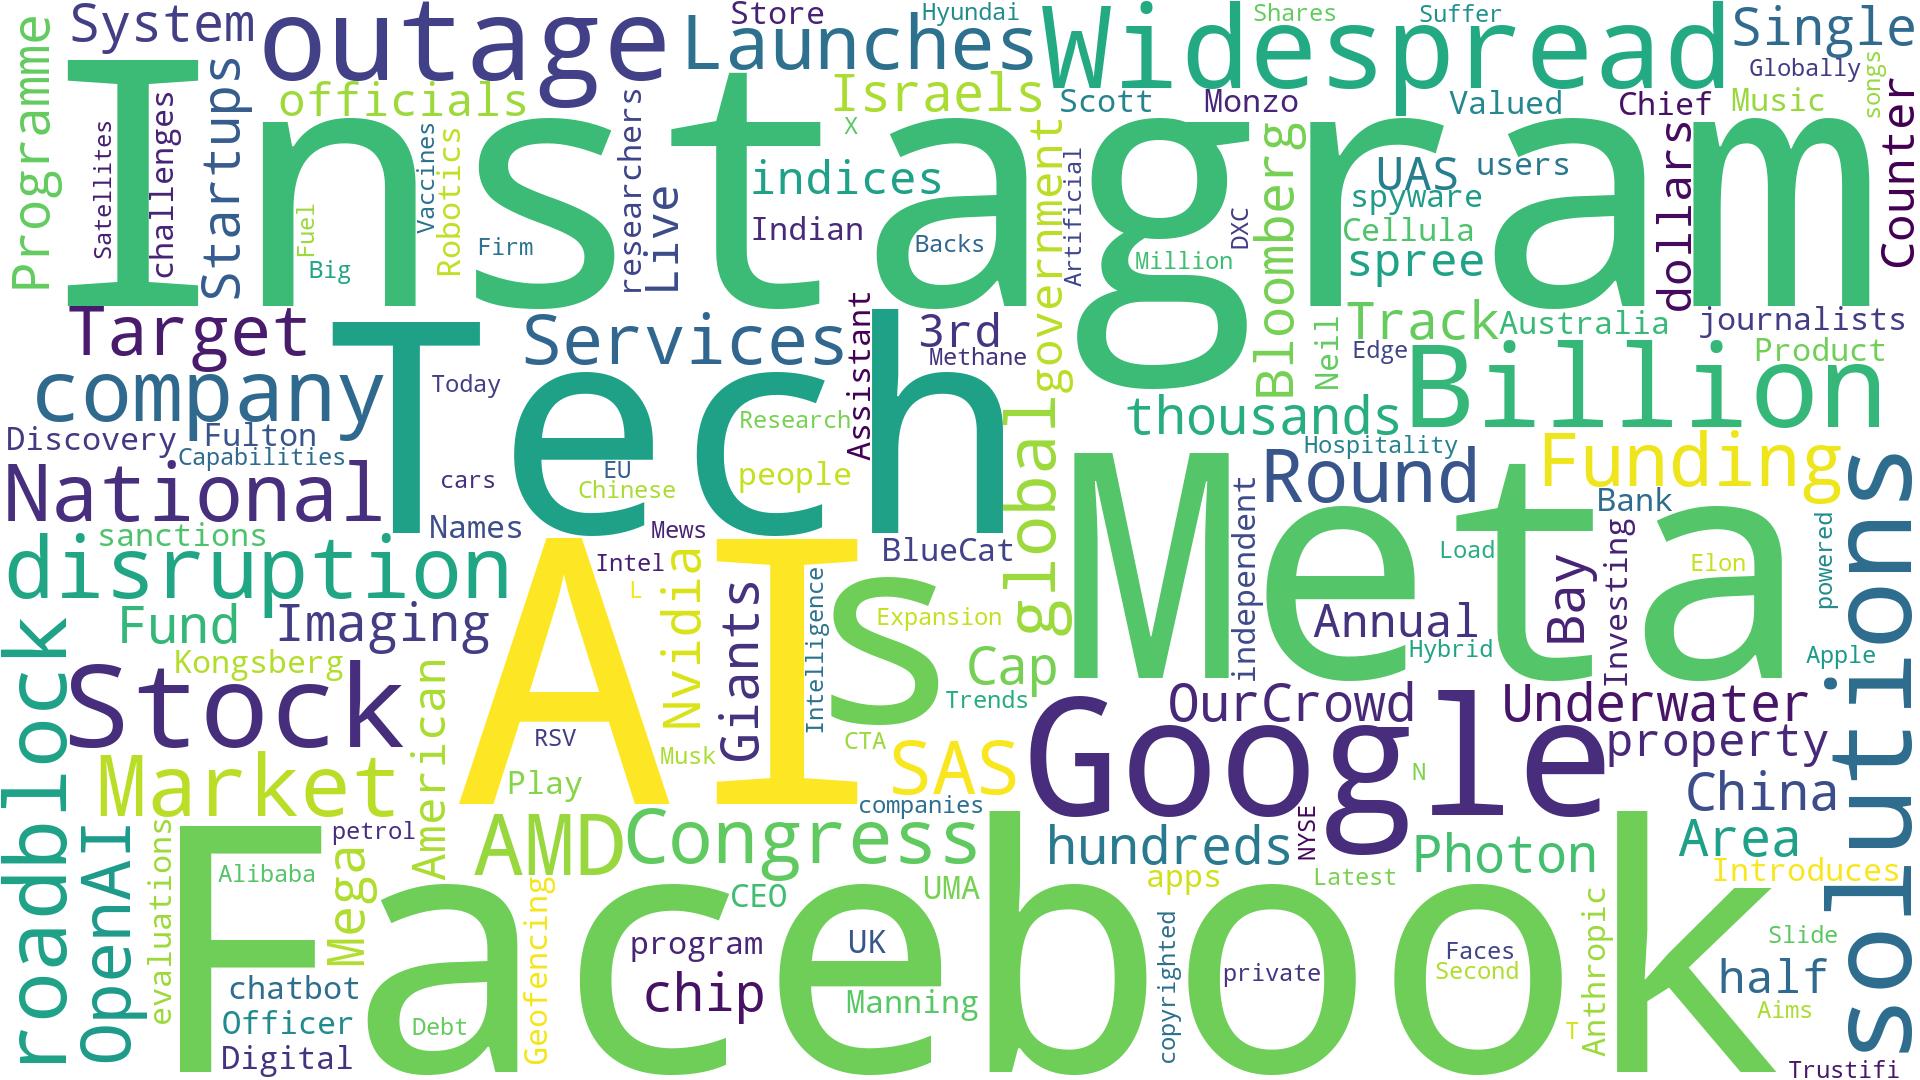 System
outage
Store
Hyundai
Launches
Widespread
Shares
Suffer
Single
Programme
Instagram
officials
challenges
Startups
Satellites
Vaccines
Robotics
Fuel
Big
Firm
researchers
Live
Israels
X
indices
Indian
Backs
government
Artificial
Scott
Monzo
Million
DXC
Bloomberg
Valued
UAS
users
spyware
Cellula
spree
Chief
Globally
Music
songs
dollars
Counter
Target
company
Tech
Services
Today
3rd
Methane
Assistant
Research
people
Neil
Track
Edge
Australia
journalists
Product
Billion
thousands
global
Discovery
Fulton
Capabilities
National
cars
Names
EU
Chinese
Mews
Meta
Hospitality
Round
Funding
Bank
independent
Load
Bay
Investing
Elon
powered
solutions
sanctions
disruption
Fund
Imaging
Kongsberg
AI
s
Intel
L
Nvidia
Giants
Intelligence
BlueCat
Expansion
Cap
Trends
CTA
Annual
Hybrid
Apple
roadblock
Stock
Market
American
RSV
Play
Musk
SAS
companies
Google
OurCrowd
Underwater
property
N
China
Area
Introduces
OpenAI
evaluations
Facebook
Alibaba
petrol
Mega
AMD
Congress
CEO
UMA
hundreds
NYSE
apps
Photon
Latest
chatbot
Officer
Digital
Debt
Geofencing
program
chip
UK
Manning
copyrighted
private
Faces
Second
T
Anthropic
Slide
half
Aims
Trustifi